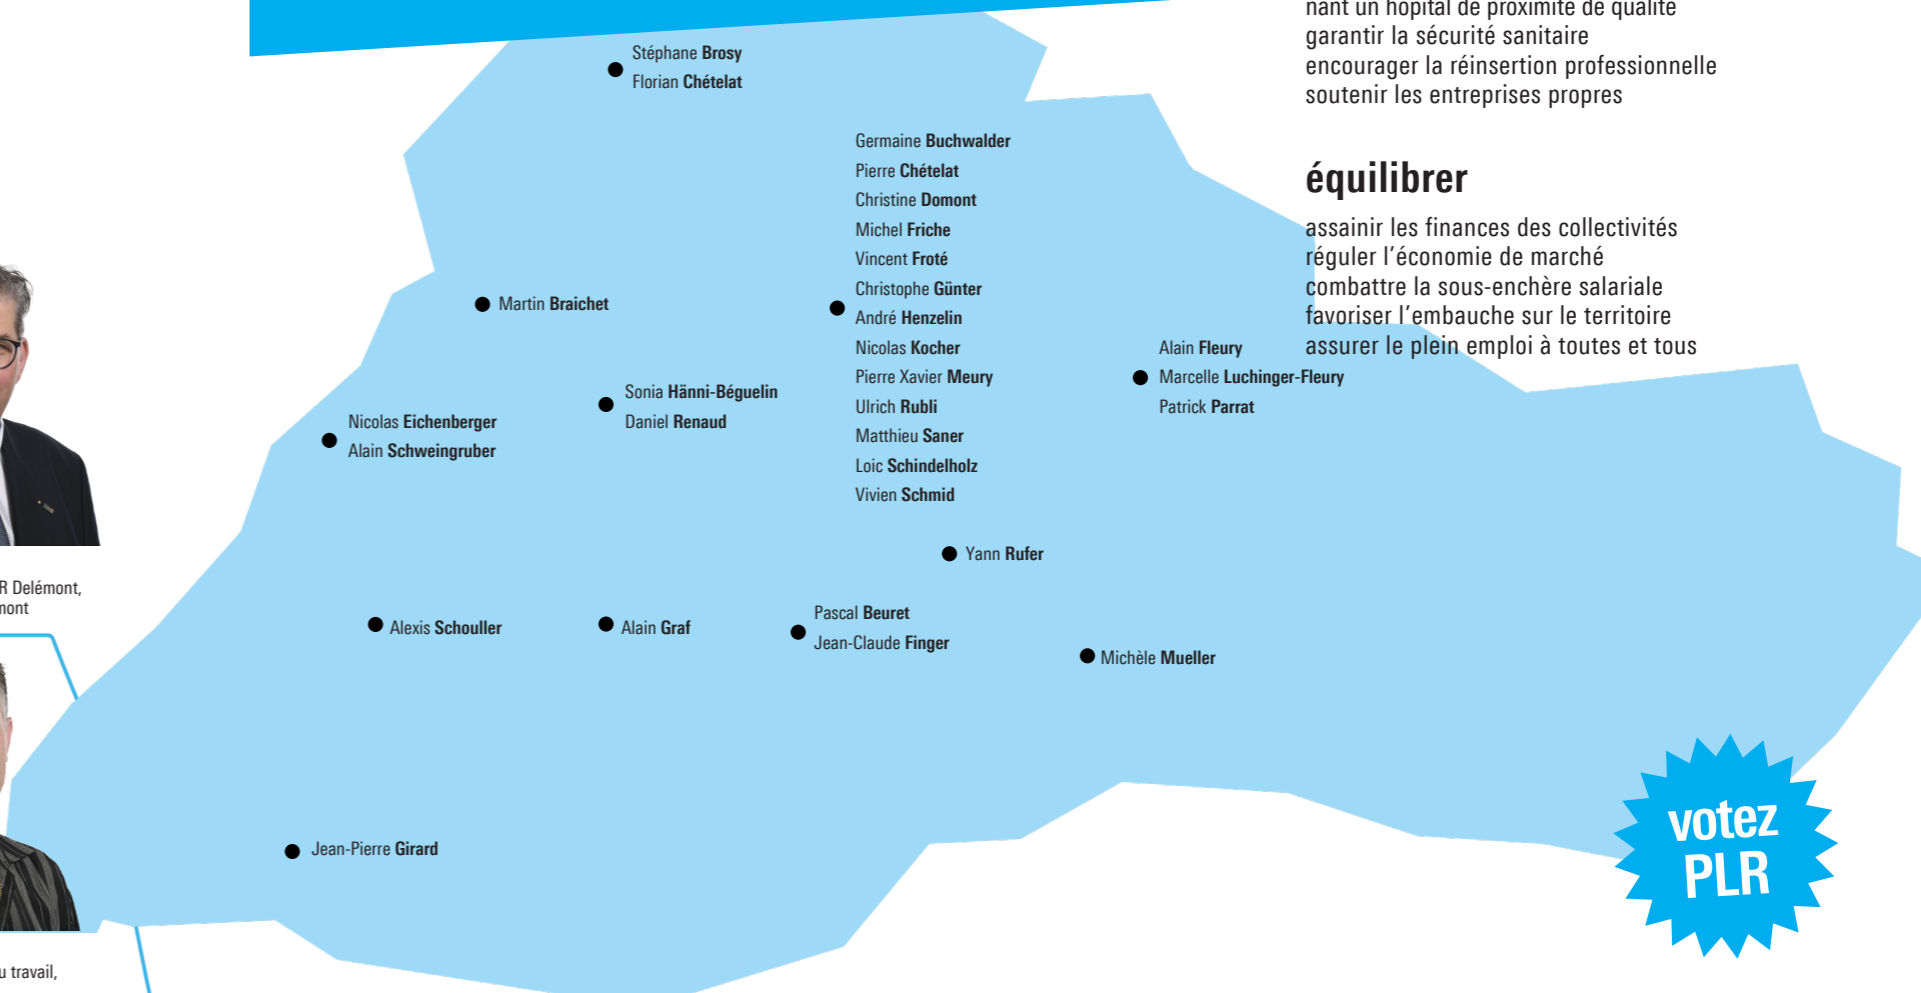 Stéphane Brosy
Florian Chételat
Germaine Buchwalder
Pierre Chételat
Christine Domont
Michel Friche
Vincent Froté
Christophe Günter
André Henzelin
Nicolas Kocher
Pierre Xavier Meury
Ulrich Rubli
Matthieu Saner
Loic Schindelholz
Vivien Schmid
Martin Braichet
Sonia Hänni-Béguelin
Daniel Renaud
Nicolas Eichenberger
Alain Schweingruber
Alain Fleury
Marcelle Luchinger-Fleury
Patrick Parrat
Yann Rufer
Alexis Schouller
Alain Graf
Pascal Beuret
Jean-Claude Finger
Michèle Mueller
Jean-Pierre Girard
nant un hôpital de proximité de qualité
garantir la sécurité sanitaire
encourager la réinsertion professionnelle
soutenir les entreprises propres
équilibrer
assainir les finances des collectivités
réguler l'économie de marché
combattre la sous-enchère salariale
favoriser l'embauche sur le territoire
assurer le plein emploi à toutes et tous
R Delémont,
mont
u travail,
votez
PLR